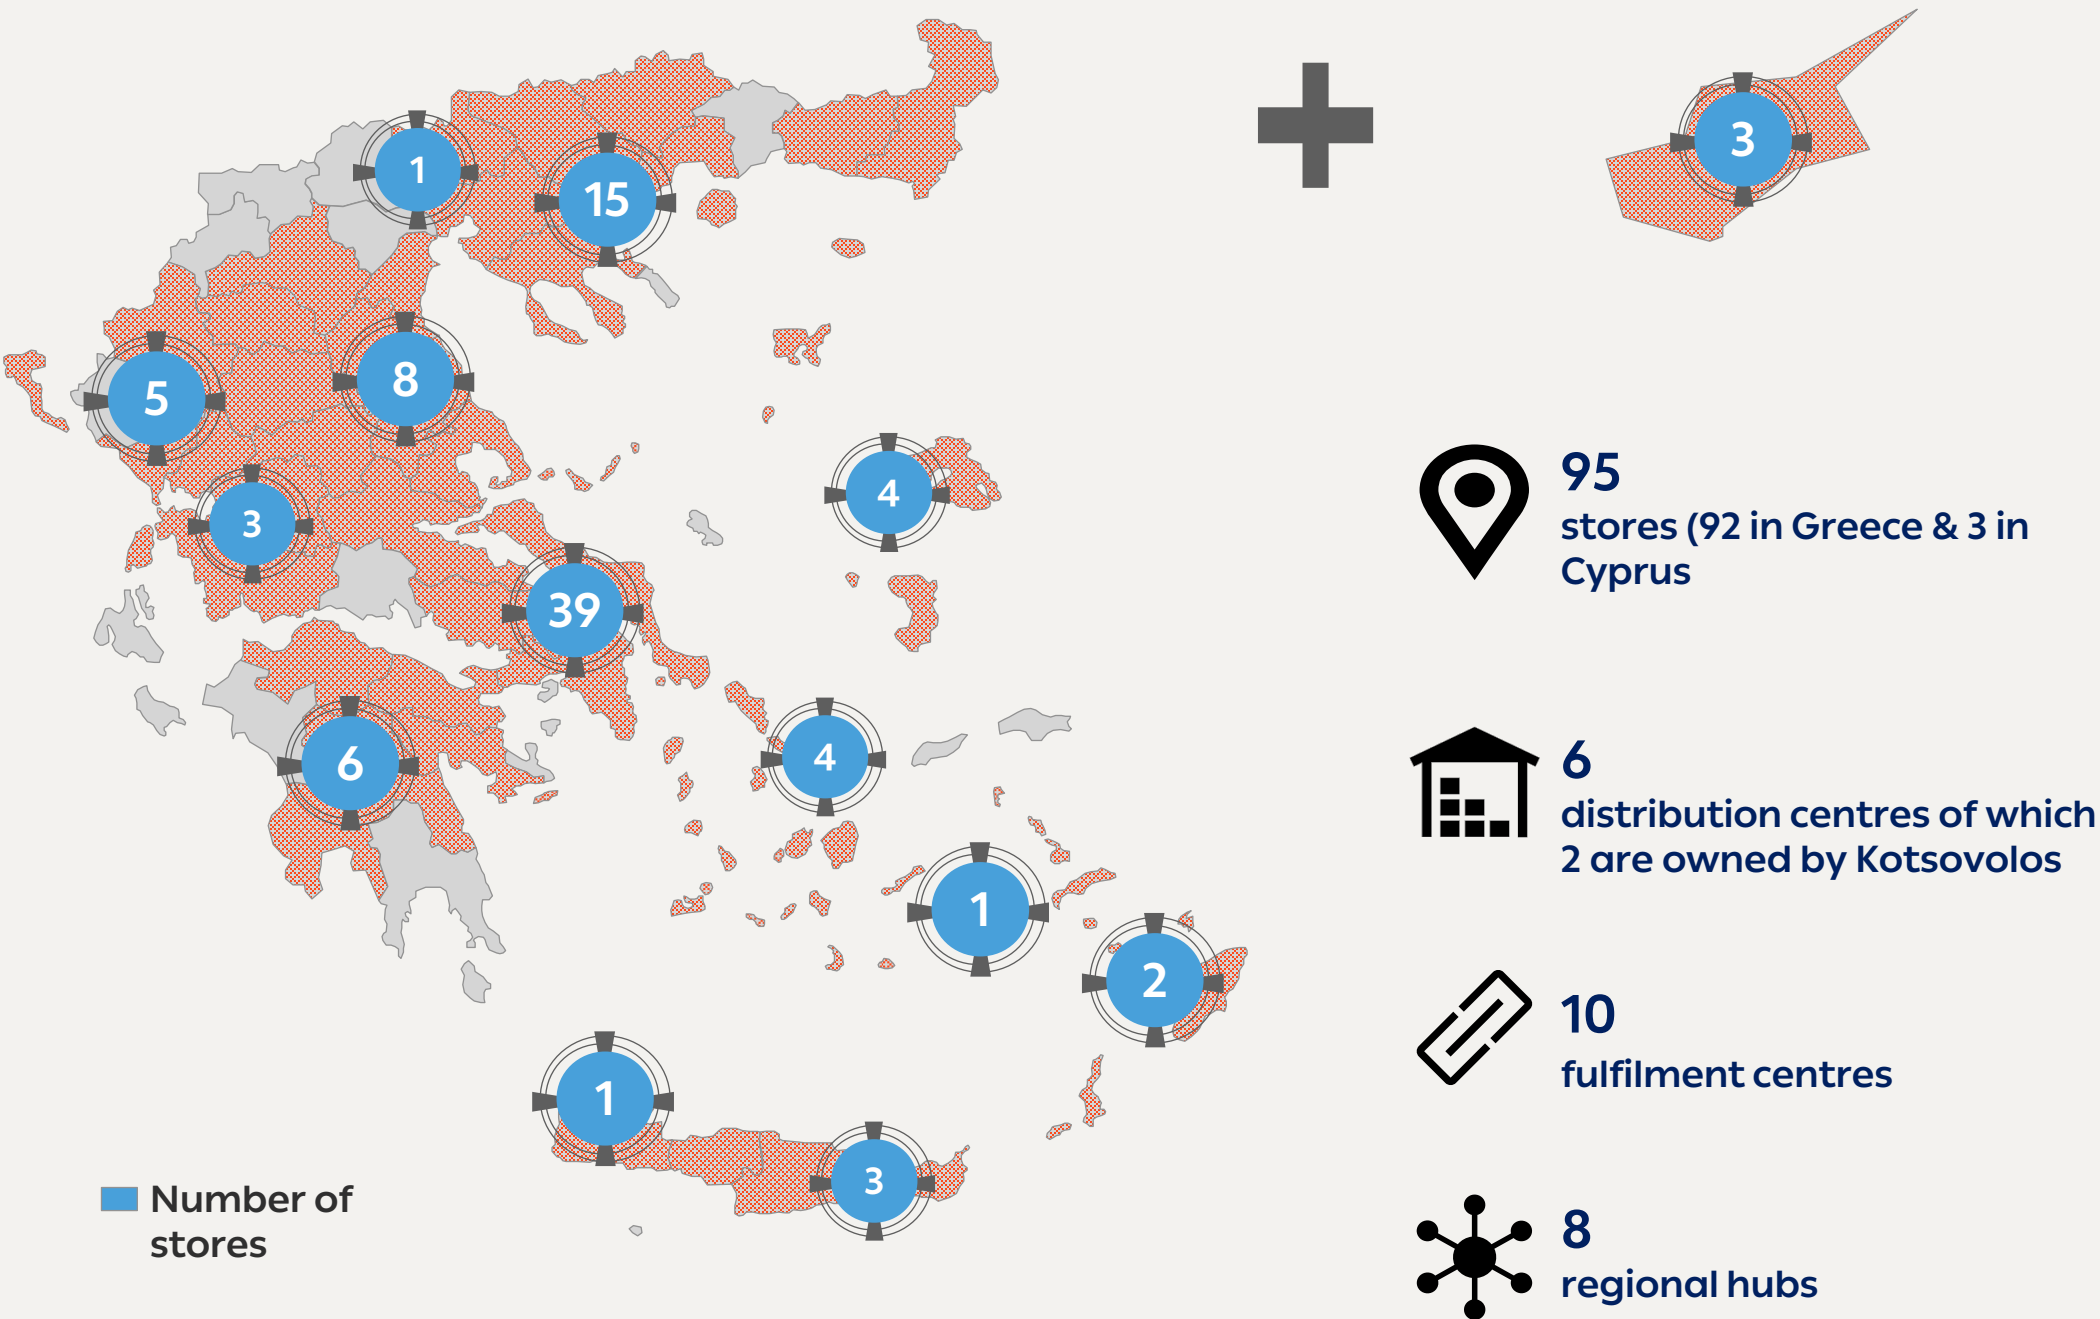 1
15
3
5
8
4
3
39
6
4
1
2
1
3
Number of
stores
95
stores (92 in Greece & 3 in
Cyprus
6
distribution centres of which
2 are owned by Kotsovolos
10
fulfilment centres
8
regional hubs